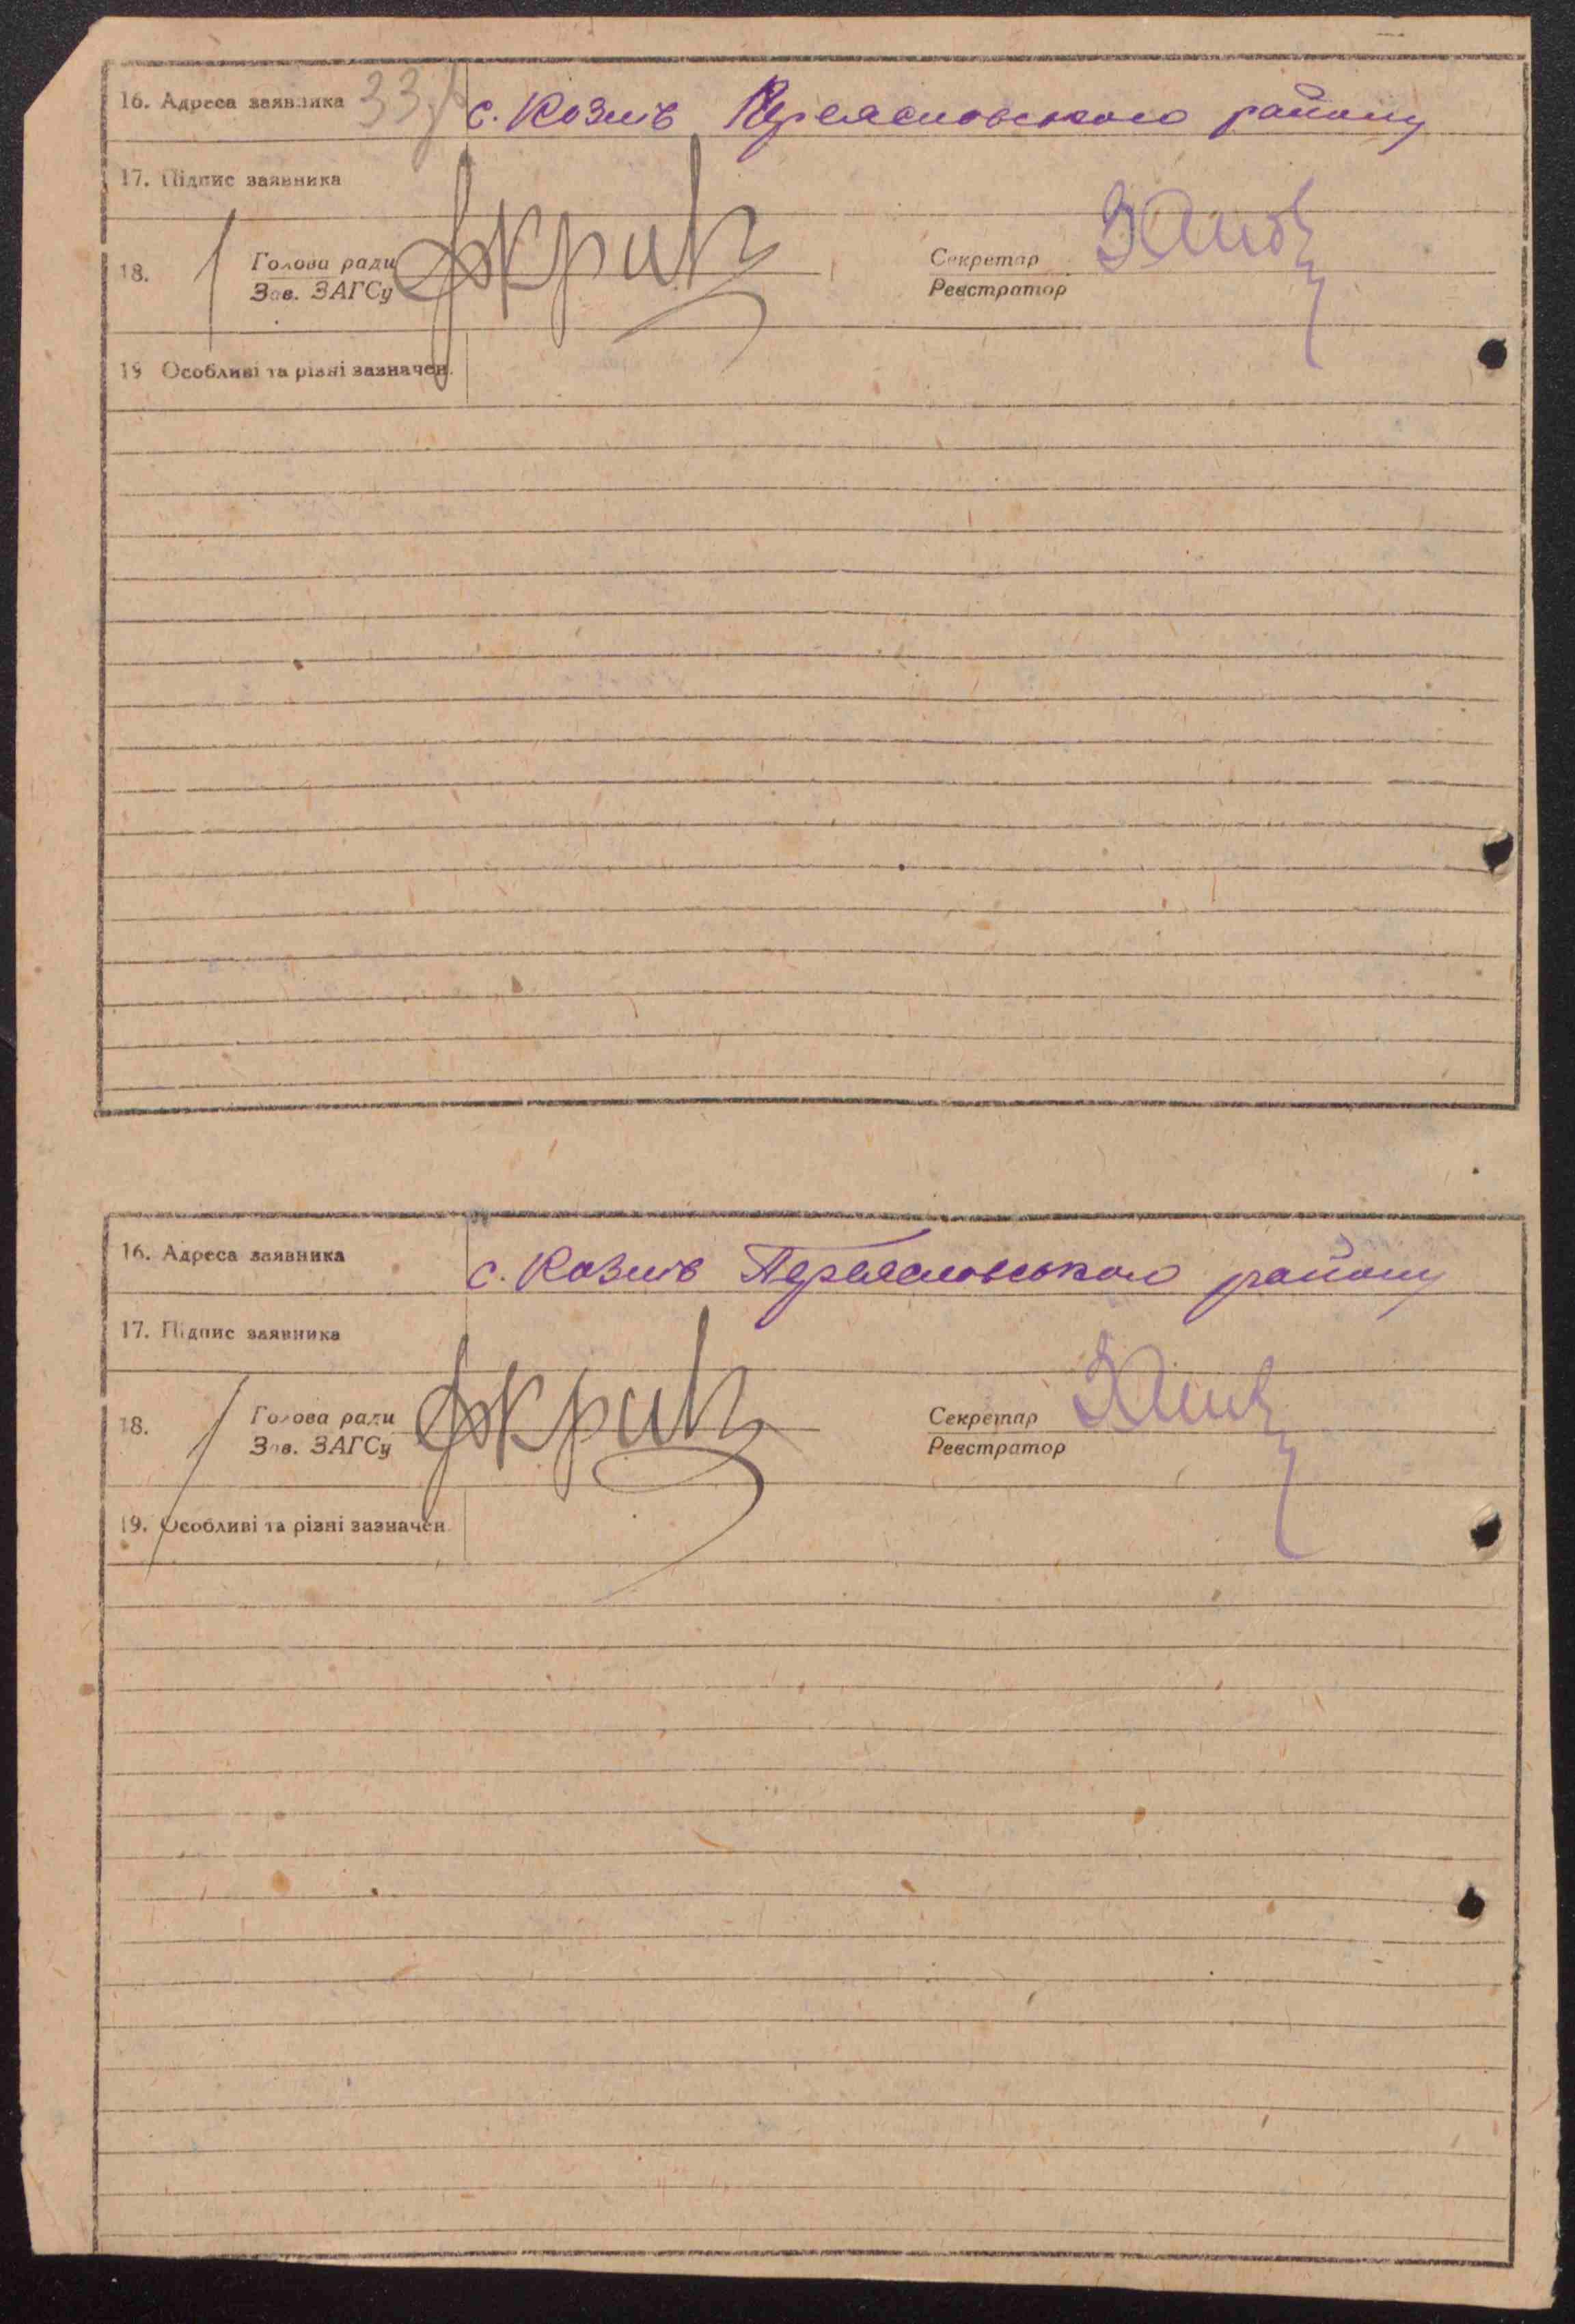 16. Адреса заявника 33 с. Козлів Переяславського району
17. Підпис заявника
18. Голова ради
Зав. ЗАГСу
Секретар
Реєстратор
19 Особливі та різні зазначен.
16. Адреса заявника с. Козлів Переяславського району
17. Підпис заявника
18. Голова ради
Зав. ЗАГСу
Секретар
Реєстратор
19. Особливі та різні зазначен.